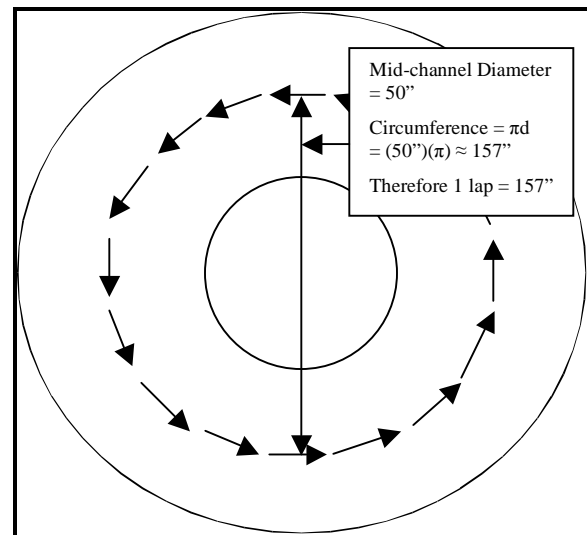 Mid-channel Diameter
= 50”
Circumference = πd
= (50”)(π) ≈ 157”
Therefore 1 lap = 157”